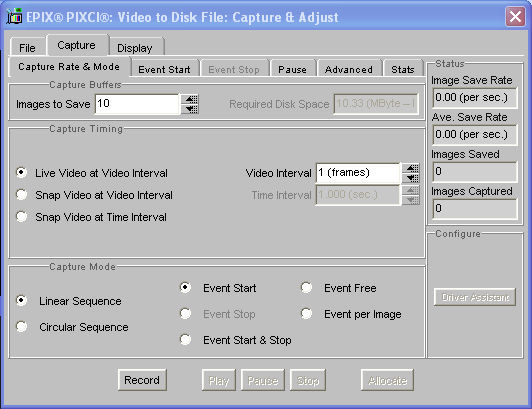 EPIX® PIXCI®: Video to Disk File: Capture & Adjust
File Capture Display
Capture Rate & Mode Event Start Event Stop Pause Advanced Stats
Capture Buffers
Images to Save 10 Required Disk Space 10.33 (MByte --
Capture Timing
Live Video at Video Interval Video Interval 1 (frames)
Snap Video at Video Interval Time Interval 1.000 (sec.)
Snap Video at Time Interval
Capture Mode
Linear Sequence Event Start Event Free
Circular Sequence Event Stop Event per Image
Event Start & Stop
Status
Image Save Rate
0.00 (per sec.)
Ave. Save Rate
0.00 (per sec.)
Images Saved
0
Images Captured
0
Configure
Driver Assistant
Record Play Pause Stop Allocate